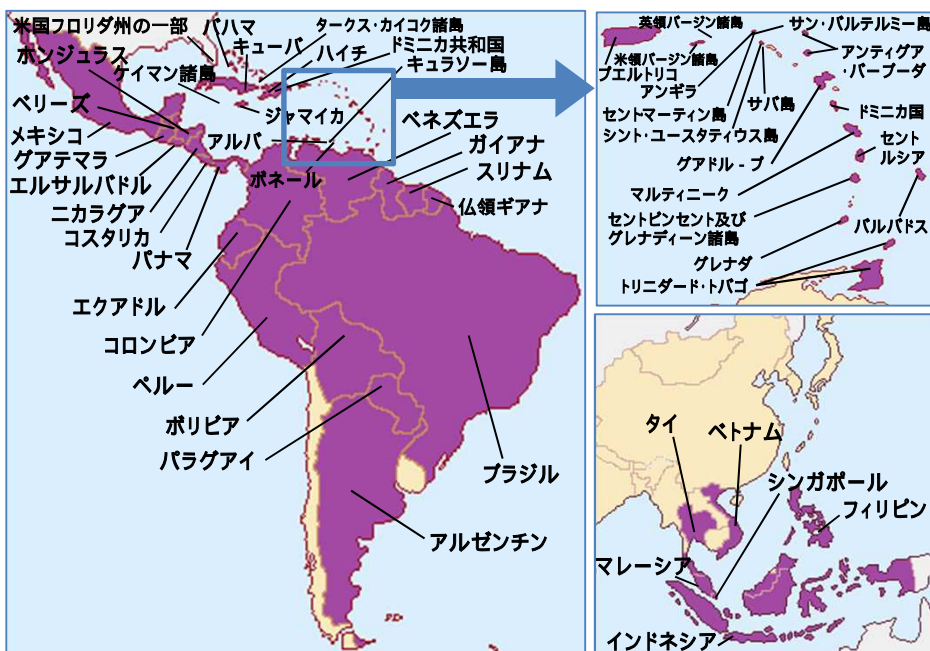 米国フロリダ州の一部
バハマ
タークス・カイコク諸島
ホンジュラス
キューバ
ハイチ
ドミニカ共和国
ケイマン諸島
キュラソー島
ベリーズ
ジャマイカ
メキシコ
アルバ
ベネズエラ
グアテマラ
ガイアナ
エルサルバドル
ボネール
スリナム
ニカラグア
仏領ギアナ
コスタリカ
パナマ
エクアドル
コロンビア
ペルー
ボリビア
パラグアイ
ブラジル
アルゼンチン
英領バージン諸島
サン・バルテルミー島
米領バージン諸島
プエルトリコ
アンギラ
アンティグア
・バーブーダ
セントマーティン島
サバ島
シント・ユースタティウス島
ドミニカ国
グアドループ
セント
ルシア
マルティニーク
セントビンセント及び
グレナディーン諸島
バルバドス
グレナダ
トリニダード・トバゴ
タイ
ベトナム
シンガポール
フィリピン
マレーシア
インドネシア